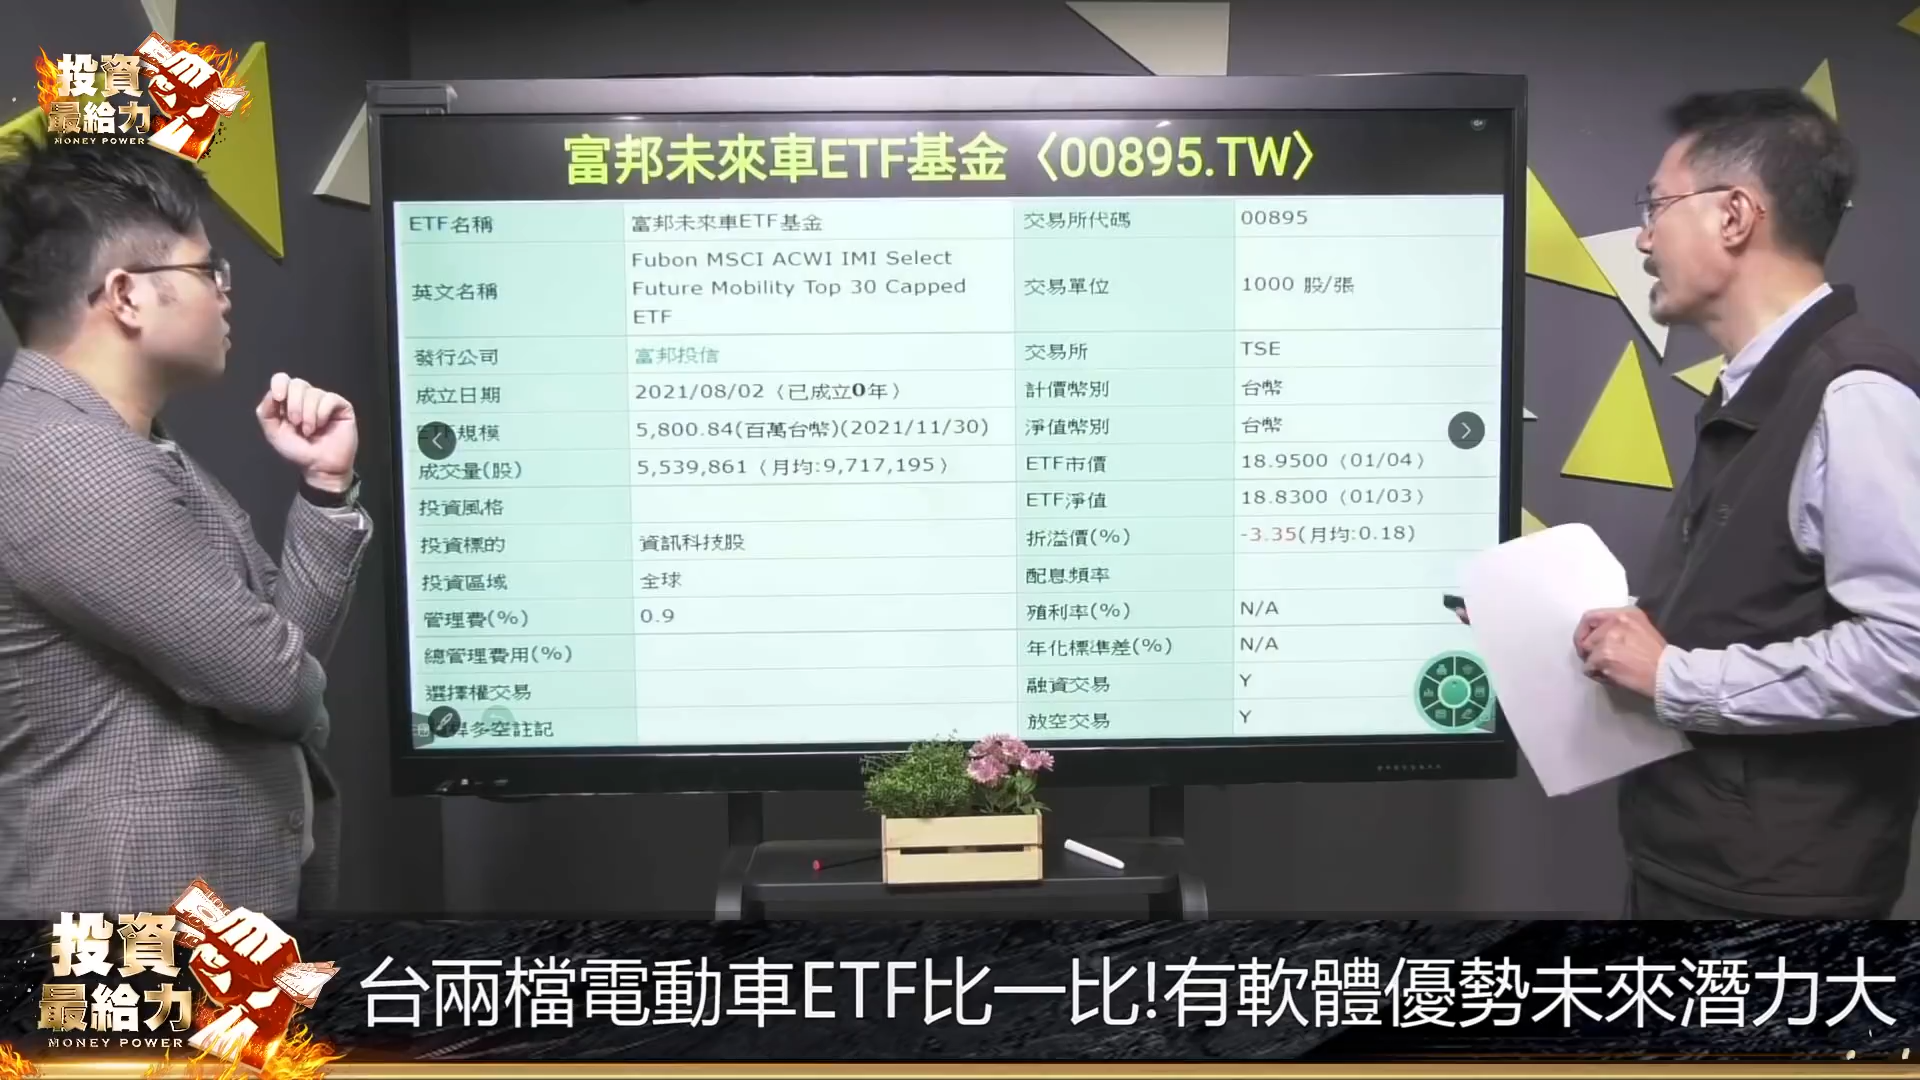 投資
最給力
MONEY POWER
富邦未來車ETF基金〈00895.TW〉
ETF名稱 富邦未來車ETF基金 交易所代碼 00895
英文名稱 Fubon MSCI ACWI IMI Select Future Mobility Top 30 Capped ETF 交易單位 1000 股/張
發行公司 富邦投信 交易所 TSE
成立日期 2021/08/02（已成立0年） 計價幣別 台幣
規模 5,800.84(百萬台幣)(2021/11/30) 淨值幣別 台幣
成交量(股) 5,539,861（月均:9,717,195） ETF市價 18.9500（01/04）
投資風格 ETF淨值 18.8300（01/03）
投資標的 資訊科技股 折溢價(%) -3.35(月均:0.18)
投資區域 全球 配息頻率
管理費(%) 0.9 殖利率(%) N/A
總管理費用(%) 年化標準差(%) N/A
選擇權交易 融資交易 Y
多空註記 放空交易 Y
投資
最給力
MONEY POWER
台兩檔電動車ETF比一比!有軟體優勢未來潛力大